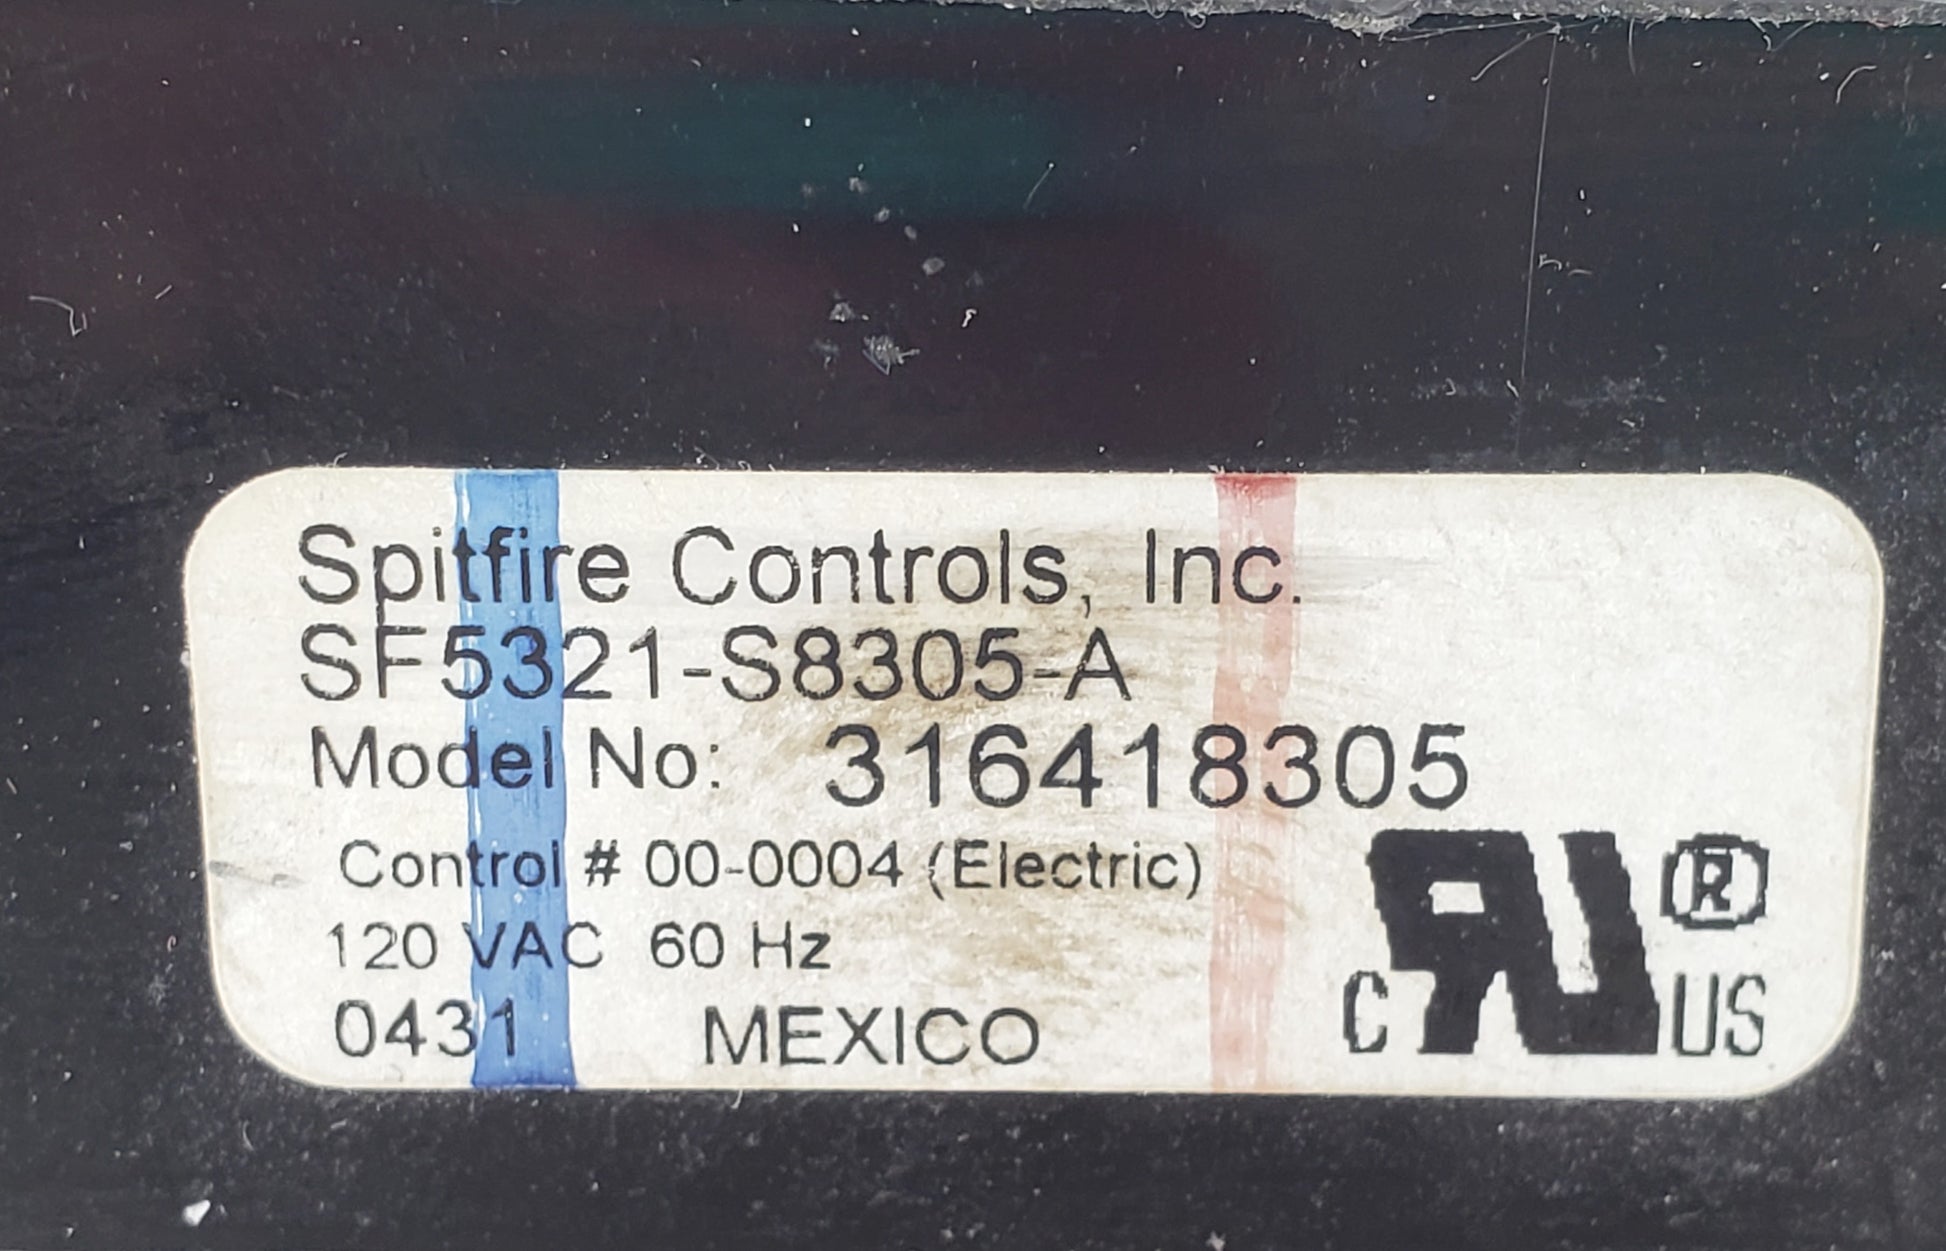 Spitfire Controls, Inc.
SF5321-S8305-A
Model No: 316418305
Control # 00-0004 (Electric)
120 VAC 60 Hz
0431 MEXICO
C RU US ®